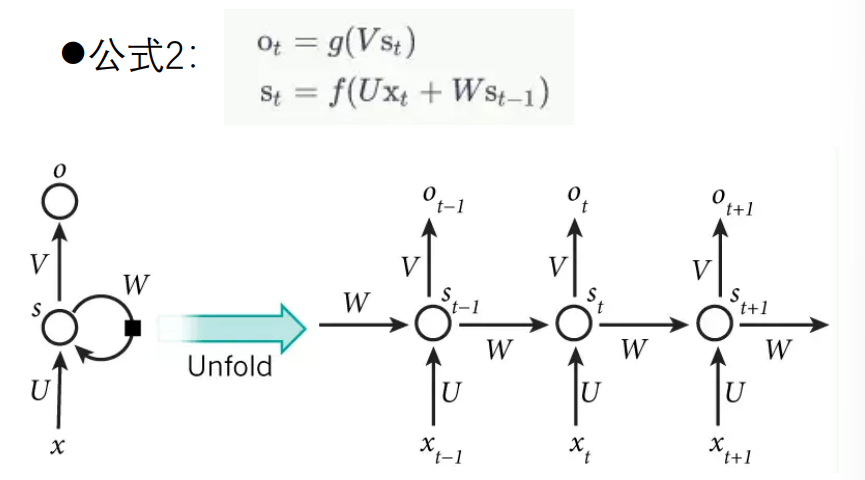 ●公式2:
o_t = g(Vs_t)
s_t = f(Ux_t + Ws_{t-1})
o
V
s
W
U
x
Unfold
o_{t-1} o_t o_{t+1}
V V V
W s_{t-1} s_t s_{t+1}
W W W
U U U
x_{t-1} x_t x_{t+1}